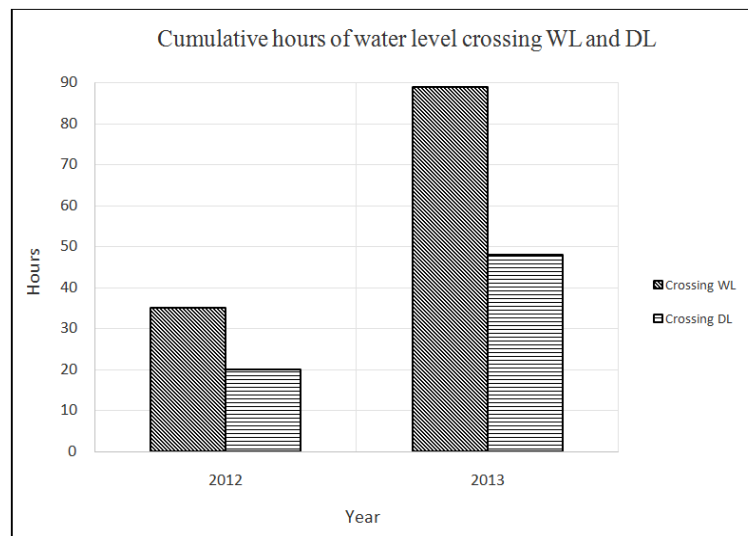 Cumulative hours of water level crossing WL and DL
90
80
70
60
50
40
30
20
10
0
Hours
2012
2013
Year
Crossing WL
Crossing DL